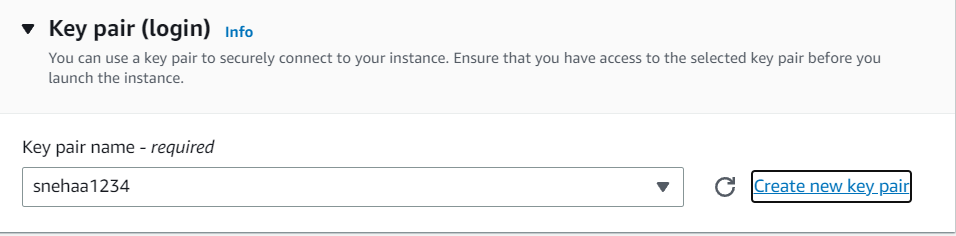 Key pair (login) Info
You can use a key pair to securely connect to your instance. Ensure that you have access to the selected key pair before you
launch the instance.
Key pair name - required
snehaa1234
Create new key pair